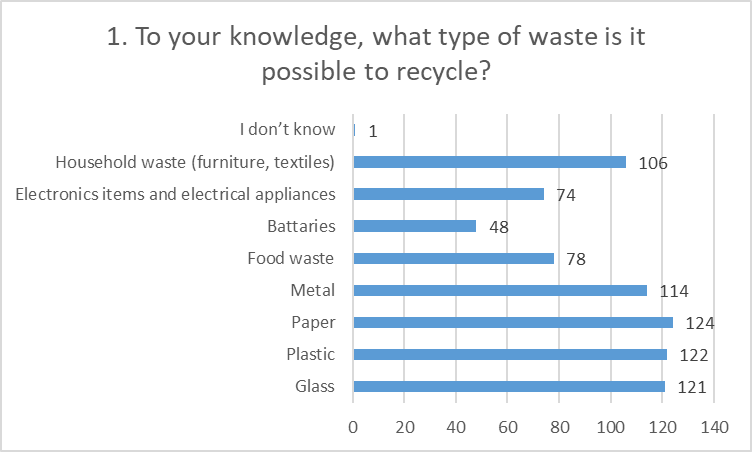 1. To your knowledge, what type of waste is it
possible to recycle?
I don’t know 1
Household waste (furniture, textiles) 106
Electronics items and electrical appliances 74
Battaries 48
Food waste 78
Metal 114
Paper 124
Plastic 122
Glass 121
0 20 40 60 80 100 120 140